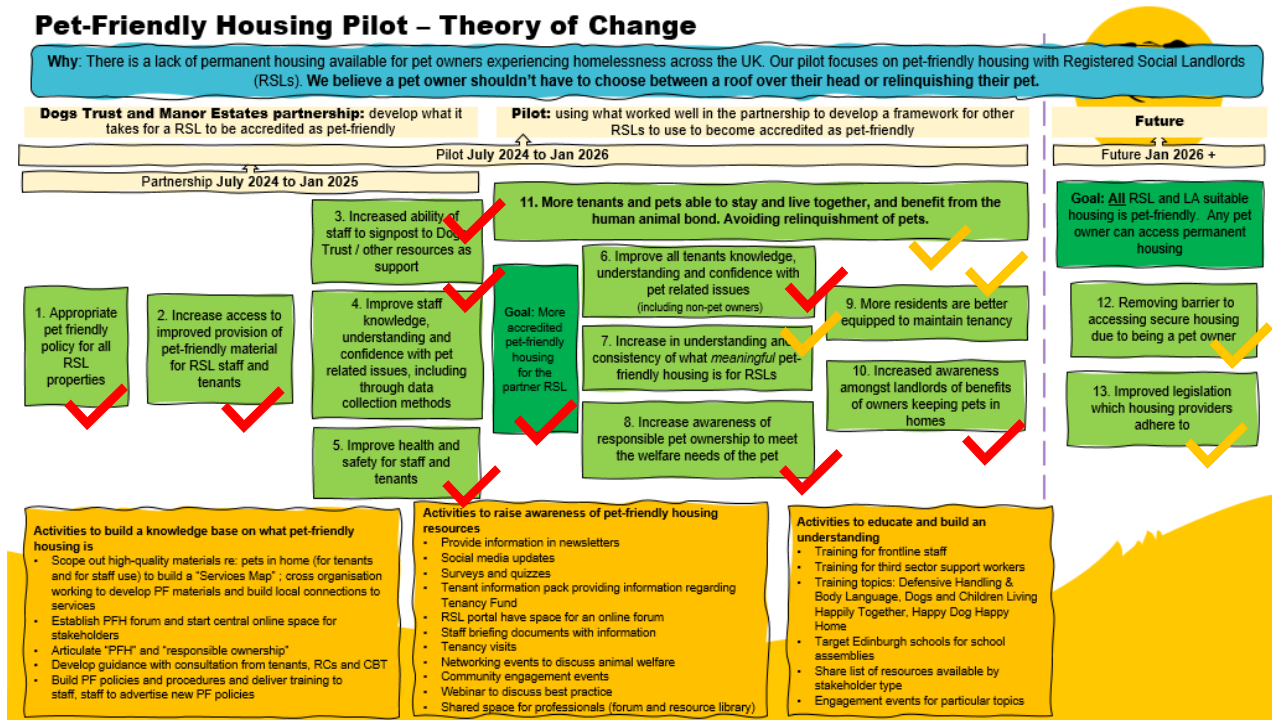 Pet-Friendly Housing Pilot – Theory of Change
Why: There is a lack of permanent housing available for pet owners experiencing homelessness across the UK. Our pilot focuses on pet-friendly housing with Registered Social Landlords
(RSLs). We believe a pet owner shouldn't have to choose between a roof over their head or relinquishing their pet.
Dogs Trust and Manor Estates partnership: develop what it
takes for a RSL to be accredited as pet-friendly
Pilot: using what worked well in the partnership to develop a framework for other
RSLs to use to become accredited as pet-friendly
Future
Pilot July 2024 to Jan 2026
Future Jan 2026 +
Partnership July 2024 to Jan 2025
1. Appropriate
pet friendly
policy for all
RSL
properties
2. Increase access to
improved provision of
pet-friendly material
for RSL staff and
tenants
3. Increased ability of
staff to signpost to Dogs
Trust / other resources as
support
4. Improve staff
knowledge,
understanding and
confidence with pet
related issues, including
through data
collection methods
5. Improve health and
safety for staff and
tenants
11. More tenants and pets able to stay and live together, and benefit from the
human animal bond. Avoiding relinquishment of pets.
Goal: More
accredited
pet-friendly
housing
for the
partner RSL
6. Improve all tenants knowledge,
understanding and confidence with
pet related issues
(including non-pet owners)
7. Increase in understanding and
consistency of what meaningful pet-
friendly housing is for RSLs
8. Increase awareness of
responsible pet ownership to meet
the welfare needs of the pet
9. More residents are better
equipped to maintain tenancy
10. Increased awareness
amongst landlords of benefits
of owners keeping pets in
homes
Goal: All RSL and LA suitable
housing is pet-friendly. Any pet
owner can access permanent
housing
12. Removing barrier to
accessing secure housing
due to being a pet owner
13. Improved legislation
which housing providers
adhere to
Activities to build a knowledge base on what pet-friendly
housing is
• Scope out high-quality materials re: pets in home (for tenants
and for staff use) to build a "Services Map" ; cross organisation
working to develop PF materials and build local connections to
services
• Establish PFH forum and start central online space for
stakeholders
• Articulate "PFH" and "responsible ownership"
• Develop guidance with consultation from tenants, RCs and CBT
• Build PF policies and procedures and deliver training to
staff, staff to advertise new PF policies
Activities to raise awareness of pet-friendly housing
resources
• Provide information in newsletters
• Social media updates
• Surveys and quizzes
• Tenant information pack providing information regarding
Tenancy Fund
• RSL portal have space for an online forum
• Staff briefing documents with information
• Tenancy visits
• Networking events to discuss animal welfare
• Community engagement events
• Webinar to discuss best practice
• Shared space for professionals (forum and resource library)
Activities to educate and build an
understanding
• Training for frontline staff
• Training for third sector support workers
• Training topics: Defensive Handling &
Body Language, Dogs and Children Living
Happily Together, Happy Dog Happy
Home
• Target Edinburgh schools for school
assemblies
• Share list of resources available by
stakeholder type
• Engagement events for particular topics